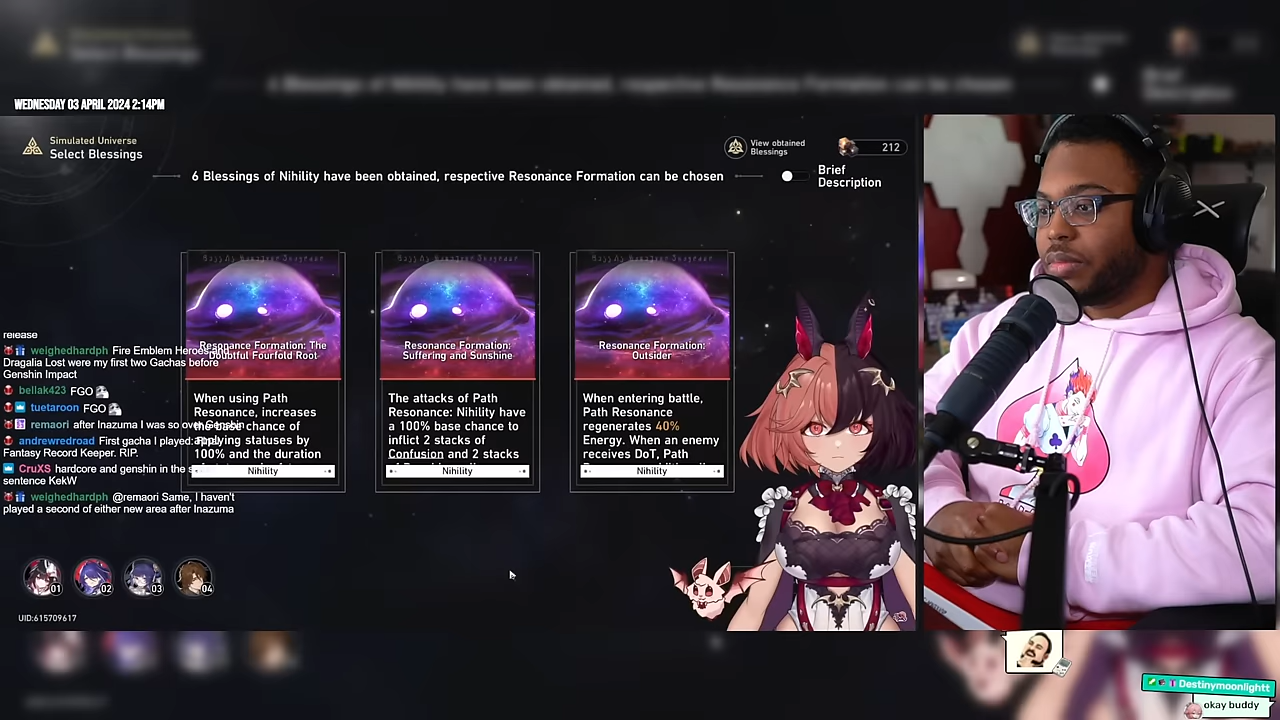 WEDNESDAY 03 APRIL 2024 2:14PM
Simulated Universe
Select Blessings
View obtained
Blessings
212
6 Blessings of Nihility have been obtained, respective Resonance Formation can be chosen
Brief
Description
Resonance Formation: The
Doubtful Fourfold Root
When using Path
Resonance, increases
the base chance of
applying statuses by
100% and the duration
Nihility
Resonance Formation:
Suffering and Sunshine
The attacks of Path
Resonance: Nihility have
a 100% base chance to
inflict 2 stacks of
Confusion and 2 stacks
Nihility
Resonance Formation:
Outsider
When entering battle,
Path Resonance
regenerates 40%
Energy. When an enemy
receives DoT, Path
Nihility
release
weighedhardph Fire Emblem Heroes
Dragalia Lost were my first two Gachas before
Genshin Impact
bellak423 FGO
tuetaroon FGO
remaori after Inazuma I was so over Genshin
andrewredroad First gacha I played: Final
Fantasy Record Keeper. RIP.
CruXS hardcore and genshin in the s
sentence KekW
weighedhardph @remaori Same, I haven't
played a second of either new area after Inazuma
01
02
03
04
UID:615709617
Destinymoonlightt
okay buddy